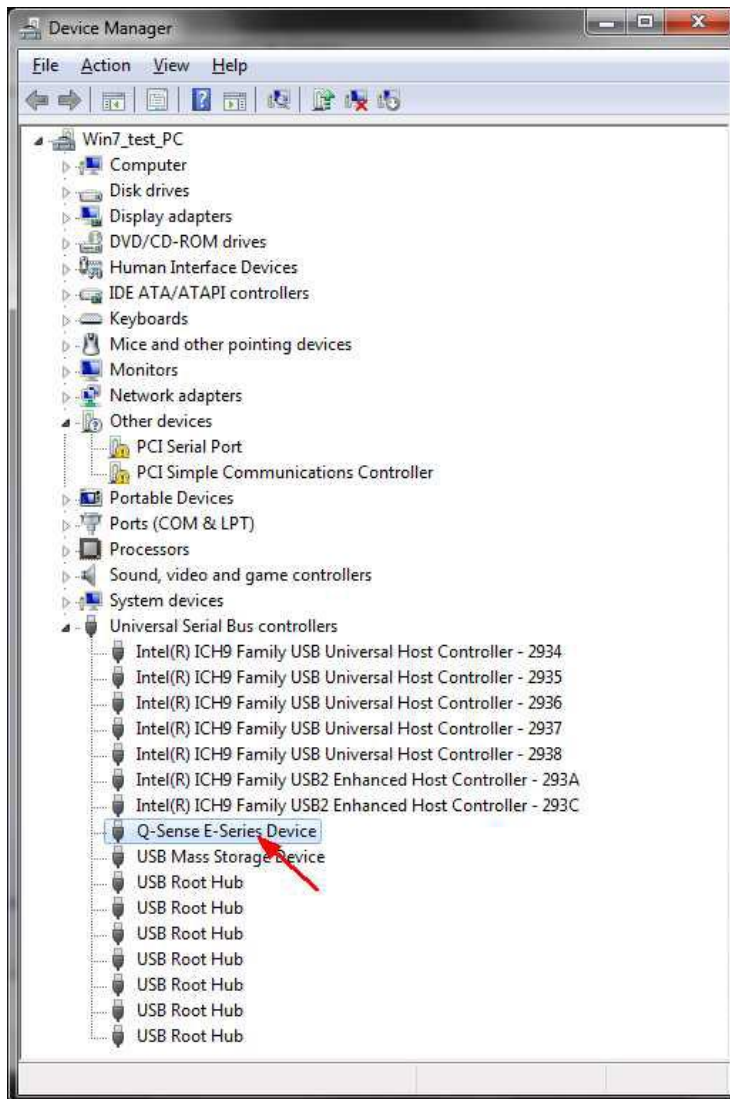 Device Manager
File Action View Help
Win7_test_PC
Computer
Disk drives
Display adapters
DVD/CD-ROM drives
Human Interface Devices
IDE ATA/ATAPI controllers
Keyboards
Mice and other pointing devices
Monitors
Network adapters
Other devices
PCI Serial Port
PCI Simple Communications Controller
Portable Devices
Ports (COM & LPT)
Processors
Sound, video and game controllers
System devices
Universal Serial Bus controllers
Intel(R) ICH9 Family USB Universal Host Controller - 2934
Intel(R) ICH9 Family USB Universal Host Controller - 2935
Intel(R) ICH9 Family USB Universal Host Controller - 2936
Intel(R) ICH9 Family USB Universal Host Controller - 2937
Intel(R) ICH9 Family USB Universal Host Controller - 2938
Intel(R) ICH9 Family USB2 Enhanced Host Controller - 293A
Intel(R) ICH9 Family USB2 Enhanced Host Controller - 293C
Q-Sense E-Series Device
USB Mass Storage Device
USB Root Hub
USB Root Hub
USB Root Hub
USB Root Hub
USB Root Hub
USB Root Hub
USB Root Hub